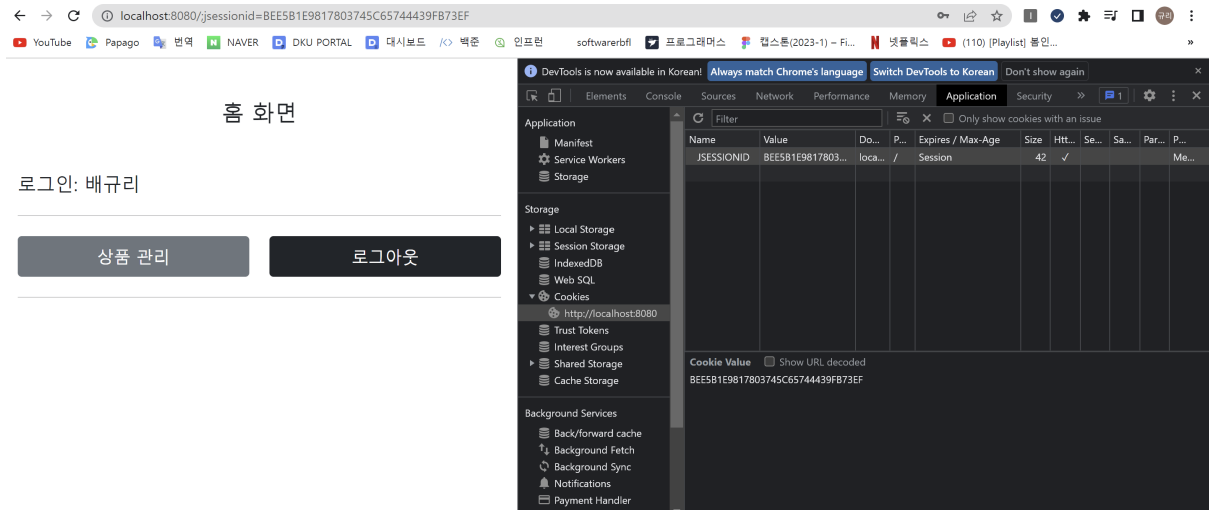 localhost:8080/;jsessionid=BEE5B1E9817803745C65744439FB73EF
규리
YouTube Papago 번역 NAVER DKU PORTAL 대시보드 </> 백준 인프런 softwarerbfl 프로그래머스 캡스톤(2023-1) – Fi... 넷플릭스 (110) [Playlist] 봄인... »
홈 화면
로그인: 배규리
상품 관리 로그아웃
DevTools is now available in Korean! Always match Chrome's language Switch DevTools to Korean Don't show again
Elements Console Sources Network Performance Memory Application Security » 1
Application
Manifest
Service Workers
Storage
Storage
Local Storage
Session Storage
IndexedDB
Web SQL
Cookies
http://localhost:8080
Trust Tokens
Interest Groups
Shared Storage
Cache Storage
Background Services
Back/forward cache
Background Fetch
Background Sync
Notifications
Payment Handler
Filter Only show cookies with an issue
Name Value Do... P... Expires / Max-Age Size Htt... Se... Sa... Par... P...
JSESSIONID BEE5B1E9817803... loca... / Session 42 ✓ Me...
Cookie Value Show URL decoded
BEE5B1E9817803745C65744439FB73EF